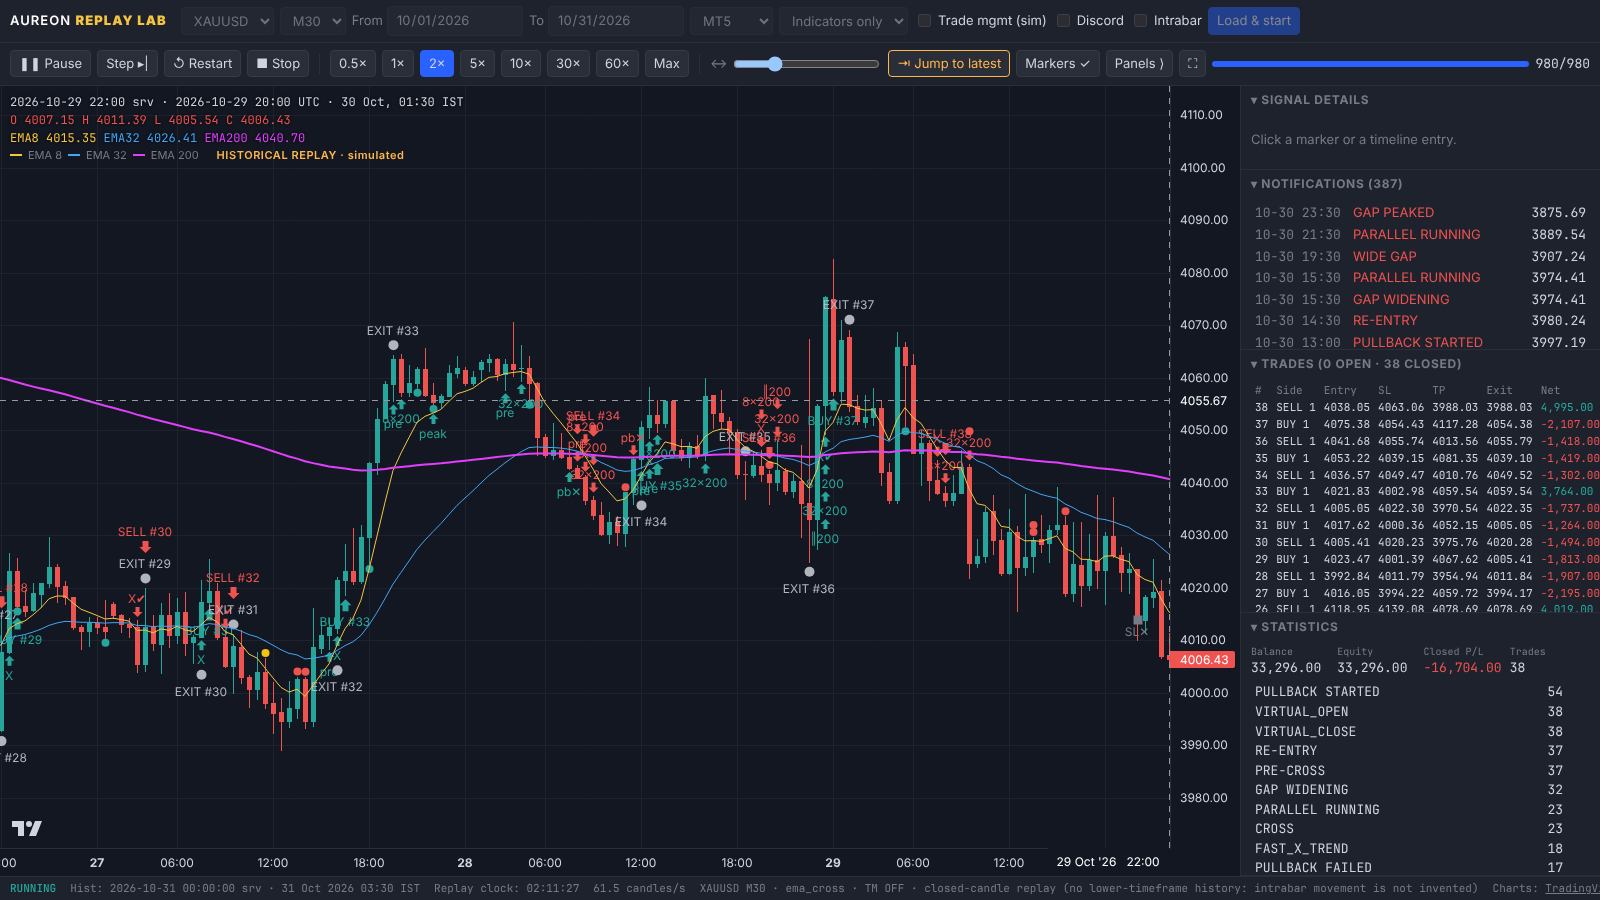 AUREON REPLAY LAB XAUUSD M30 From 10/01/2026 To 10/31/2026 MT5 Indicators only Trade mgmt (sim) Discord Intrabar Load & start
❚❚ Pause Step ▸| ↺ Restart ■ Stop 0.5× 1× 2× 5× 10× 30× 60× Max ↔ ⇥ Jump to latest Markers ✓ Panels ⟩ ⛶ 980/980
2026-10-29 22:00 srv · 2026-10-29 20:00 UTC · 30 Oct, 01:30 IST
O 4007.15 H 4011.39 L 4005.54 C 4006.43
EMA8 4015.35 EMA32 4026.41 EMA200 4040.70
EMA 8 EMA 32 EMA 200 HISTORICAL REPLAY · simulated
4110.00
4100.00
4090.00
4080.00
4070.00
4060.00
4055.67
4050.00
4040.00
4030.00
4020.00
4010.00
4006.43
4000.00
3990.00
3980.00
EXIT #37
EXIT #33
pre
peak
SELL #34
pb×
EXIT #34
32×200
EXIT #36
SELL #30
EXIT #29
X✓
SELL #32
EXIT #31
X
EXIT #30
BUY #33
EXIT #32
SL×
#28
27 06:00 12:00 18:00 28 06:00 12:00 18:00 29 06:00 12:00 29 Oct '26 22:00
▾ SIGNAL DETAILS
Click a marker or a timeline entry.
▾ NOTIFICATIONS (387)
10-30 23:30 GAP PEAKED 3875.69
10-30 21:30 PARALLEL RUNNING 3889.54
10-30 19:30 WIDE GAP 3907.24
10-30 15:30 PARALLEL RUNNING 3974.41
10-30 15:30 GAP WIDENING 3974.41
10-30 14:30 RE-ENTRY 3980.24
10-30 13:00 PULLBACK STARTED 3997.19
▾ TRADES (0 OPEN · 38 CLOSED)
# Side Entry SL TP Exit Net
38 SELL 1 4038.05 4063.06 3988.03 3988.03 4,995.00
37 BUY 1 4075.38 4054.43 4117.28 4054.38 -2,107.00
36 SELL 1 4041.68 4055.74 4013.56 4055.79 -1,418.00
35 BUY 1 4053.22 4039.15 4081.35 4039.10 -1,419.00
34 SELL 1 4036.57 4049.47 4010.76 4049.52 -1,302.00
33 BUY 1 4021.83 4002.98 4059.54 4059.54 3,764.00
32 SELL 1 4005.05 4022.30 3970.54 4022.35 -1,737.00
31 BUY 1 4017.62 4000.36 4052.15 4005.05 -1,264.00
30 SELL 1 4005.41 4020.23 3975.76 4020.28 -1,494.00
29 BUY 1 4023.47 4001.39 4067.62 4005.41 -1,813.00
28 SELL 1 3992.84 4011.79 3954.94 4011.84 -1,907.00
27 BUY 1 4016.05 3994.22 4059.72 3994.17 -2,195.00
26 SELL 1 4118.95 4139.08 4078.69 4078.69 4,019.00
▾ STATISTICS
Balance Equity Closed P/L Trades
33,296.00 33,296.00 -16,704.00 38
PULLBACK STARTED 54
VIRTUAL_OPEN 38
VIRTUAL_CLOSE 38
RE-ENTRY 37
PRE-CROSS 37
GAP WIDENING 32
PARALLEL RUNNING 23
CROSS 23
FAST_X_TREND 18
PULLBACK FAILED 17
RUNNING Hist: 2026-10-31 00:00:00 srv · 31 Oct 2026 03:30 IST Replay clock: 02:11:27 61.5 candles/s XAUUSD M30 · ema_cross · TM OFF · closed-candle replay (no lower-timeframe history: intrabar movement is not invented) Charts: